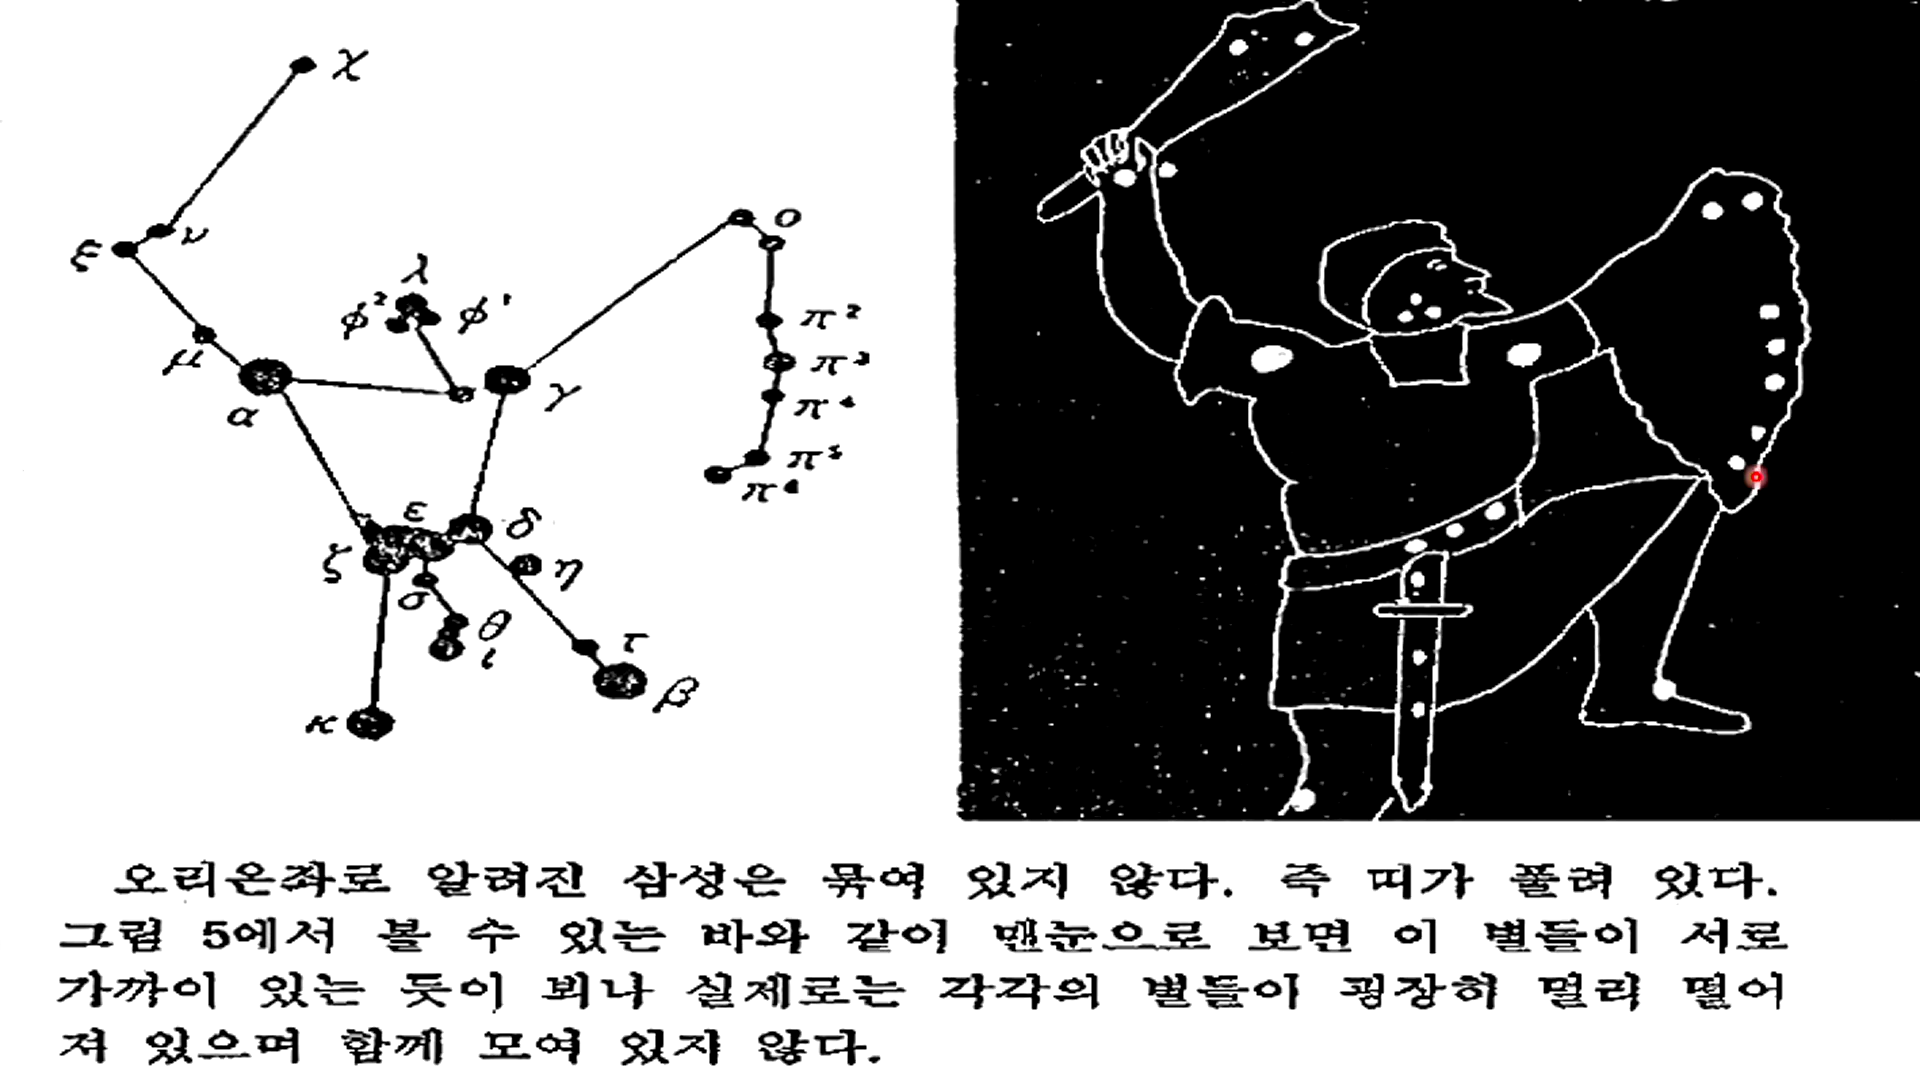 χ
ξ ν
ο
λ
φ² φ¹
π²
μ
π³
α γ
π⁴
π⁵
ε
π⁶
ζ δ
η
σ
θ
ι τ
β
κ
오리온좌로 알려진 삼성은 묶여 있지 않다. 즉 띠가 풀려 있다.
그림 5에서 볼 수 있는 바와 같이 맨눈으로 보면 이 별들이 서로
가까이 있는 듯이 뵈나 실제로는 각각의 별들이 굉장히 멀리 떨어
져 있으며 함께 모여 있지 않다.